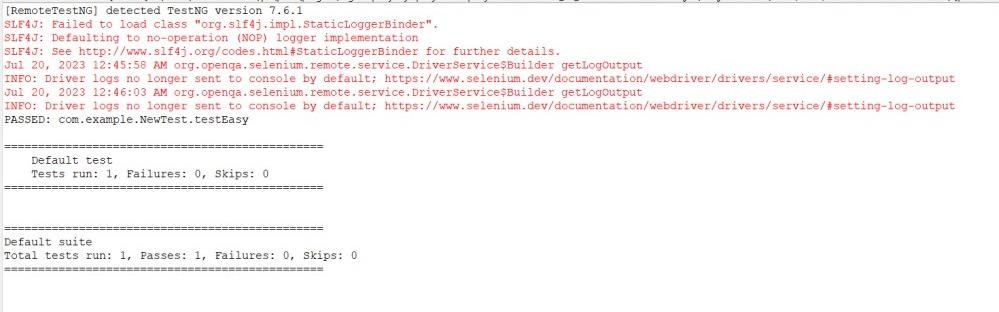 [RemoteTestNG] detected TestNG version 7.6.1
SLF4J: Failed to load class "org.slf4j.impl.StaticLoggerBinder".
SLF4J: Defaulting to no-operation (NOP) logger implementation
SLF4J: See http://www.slf4j.org/codes.html#StaticLoggerBinder for further details.
Jul 20, 2023 12:45:58 AM org.openqa.selenium.remote.service.DriverService$Builder getLogOutput
INFO: Driver logs no longer sent to console by default; https://www.selenium.dev/documentation/webdriver/drivers/service/#setting-log-output
Jul 20, 2023 12:46:03 AM org.openqa.selenium.remote.service.DriverService$Builder getLogOutput
INFO: Driver logs no longer sent to console by default; https://www.selenium.dev/documentation/webdriver/drivers/service/#setting-log-output
PASSED: com.example.NewTest.testEasy
===============================================
    Default test
    Tests run: 1, Failures: 0, Skips: 0
===============================================
===============================================
Default suite
Total tests run: 1, Passes: 1, Failures: 0, Skips: 0
===============================================